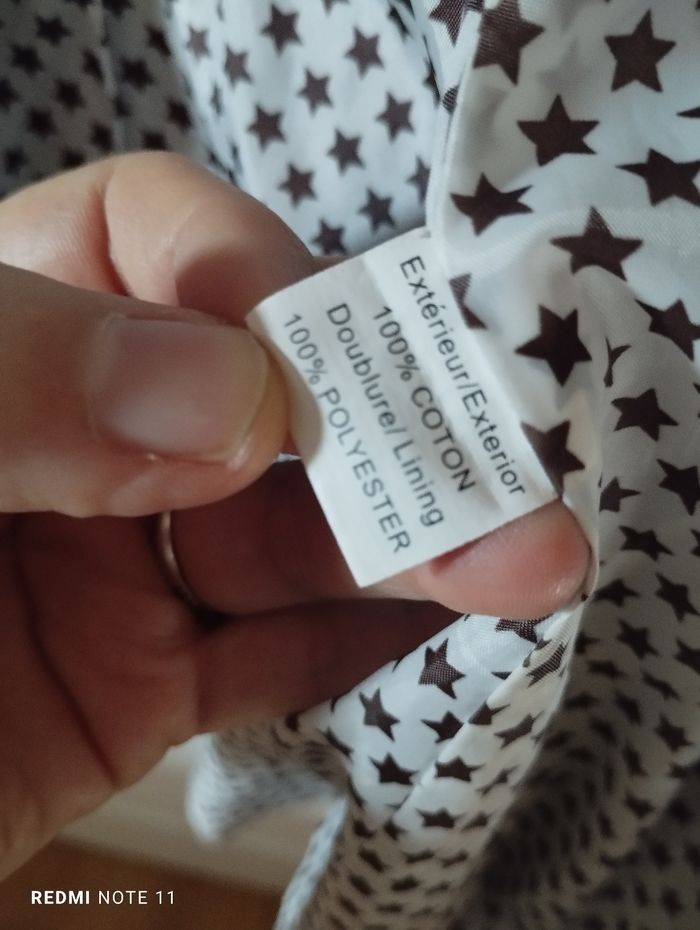 Extérieur/Exterior
100% COTON
Doublure/ Lining
100% POLYESTER
REDMI NOTE 11